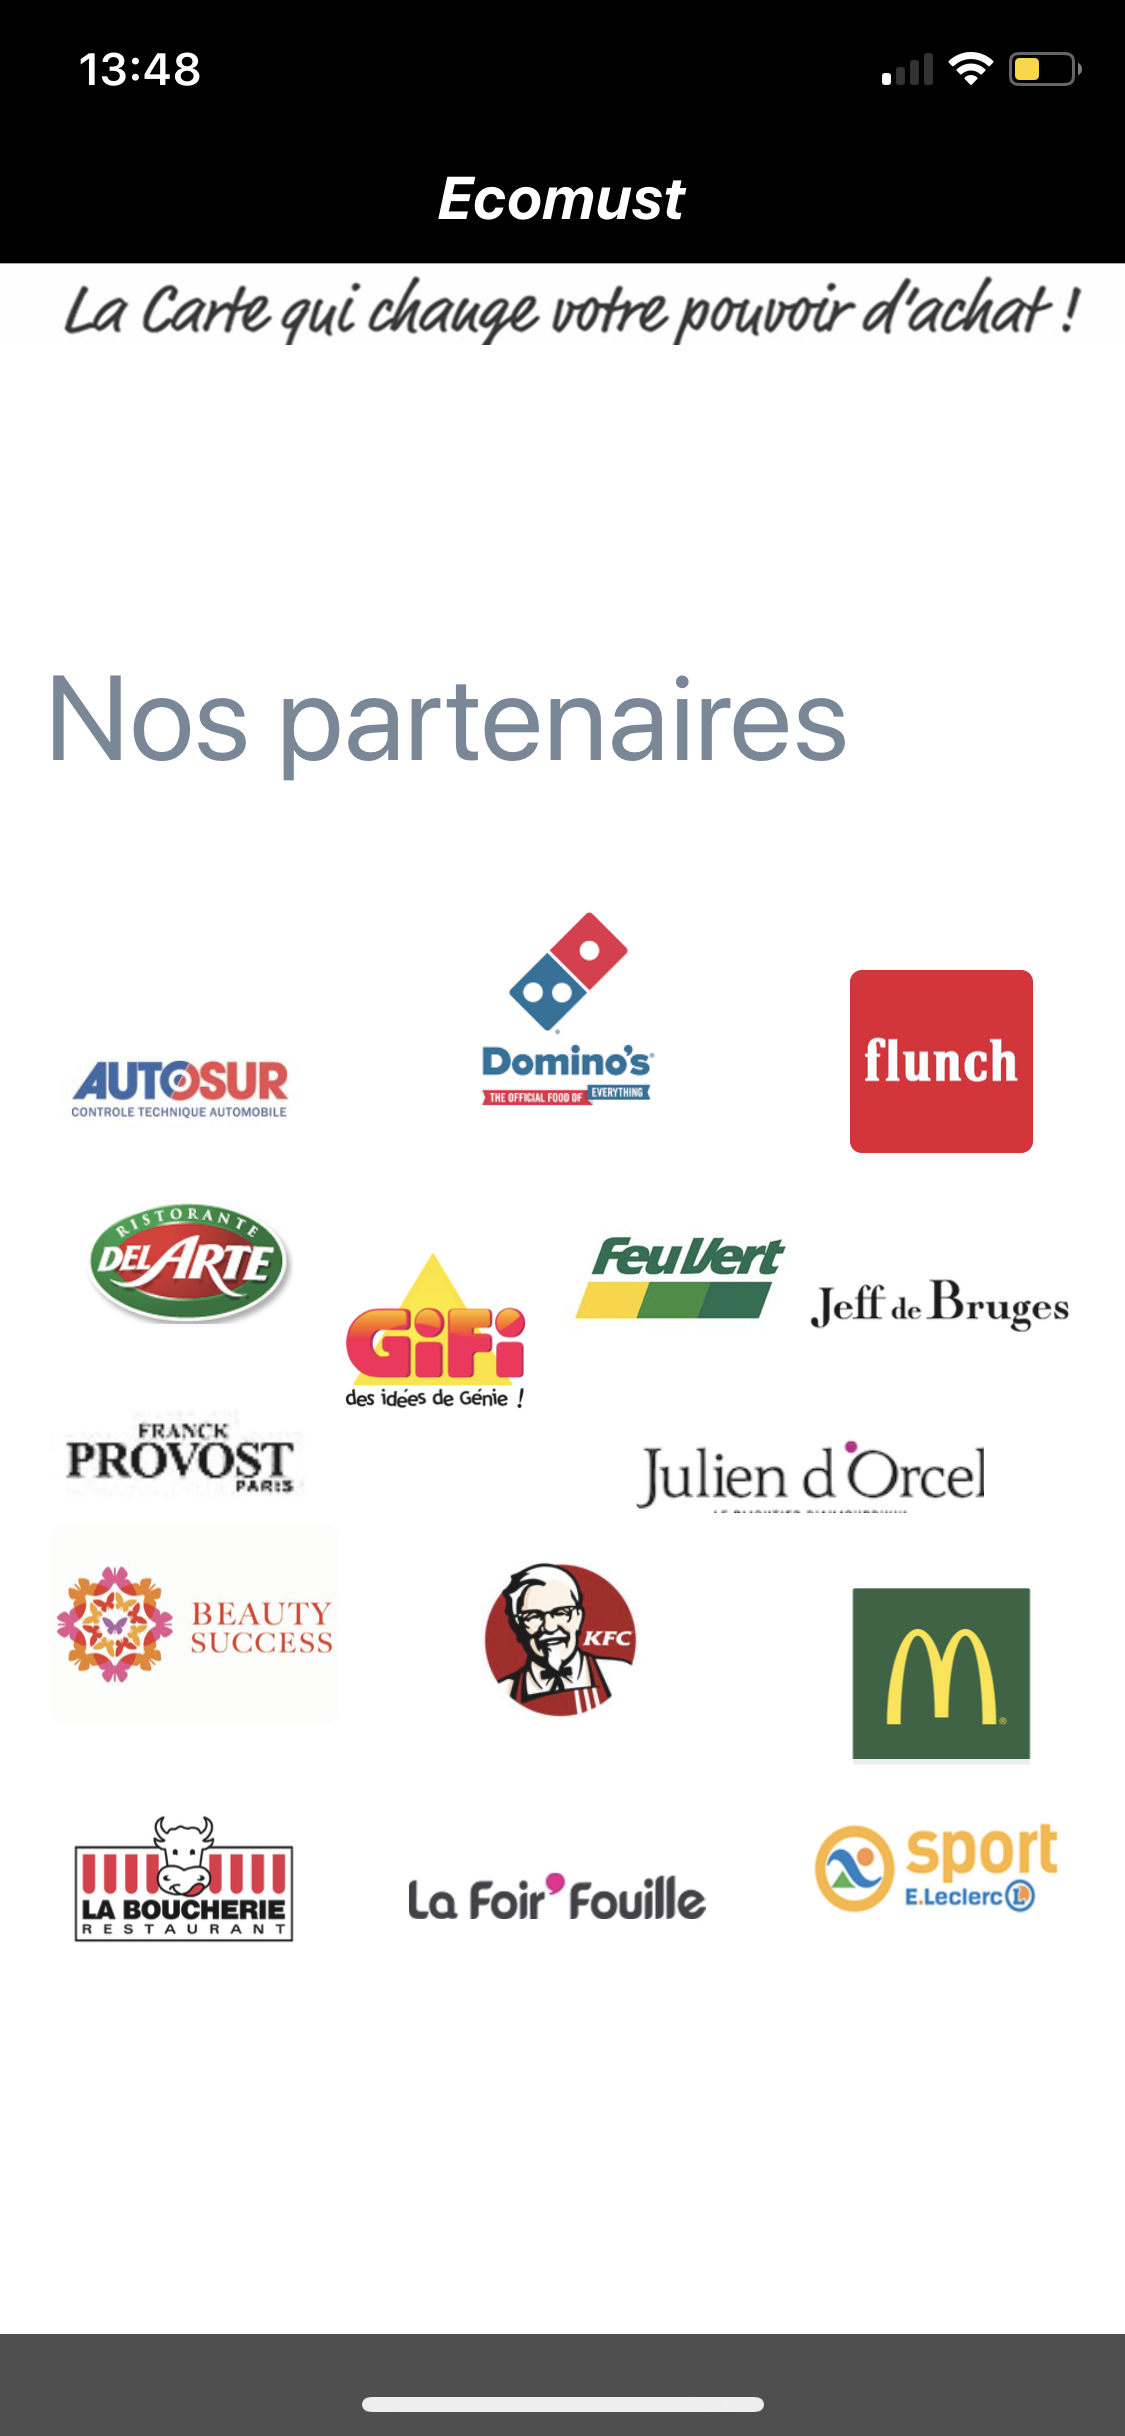 13:48
Ecomust
La Carte qui change votre pouvoir d'achat !
Nos partenaires
AUTOSUR
CONTROLE TECHNIQUE AUTOMOBILE
Domino's
THE OFFICIAL FOOD OF EVERYTHING
flunch
RISTORANTE
DEL ARTE
GiFi
des idées de Génie !
Feu Vert
Jeff de Bruges
FRANCK
PROVOST
PARIS
Julien d'Orcel
BEAUTY
SUCCESS
KFC
M
LA BOUCHERIE
RESTAURANT
La Foir'Fouille
sport
E.Leclerc L